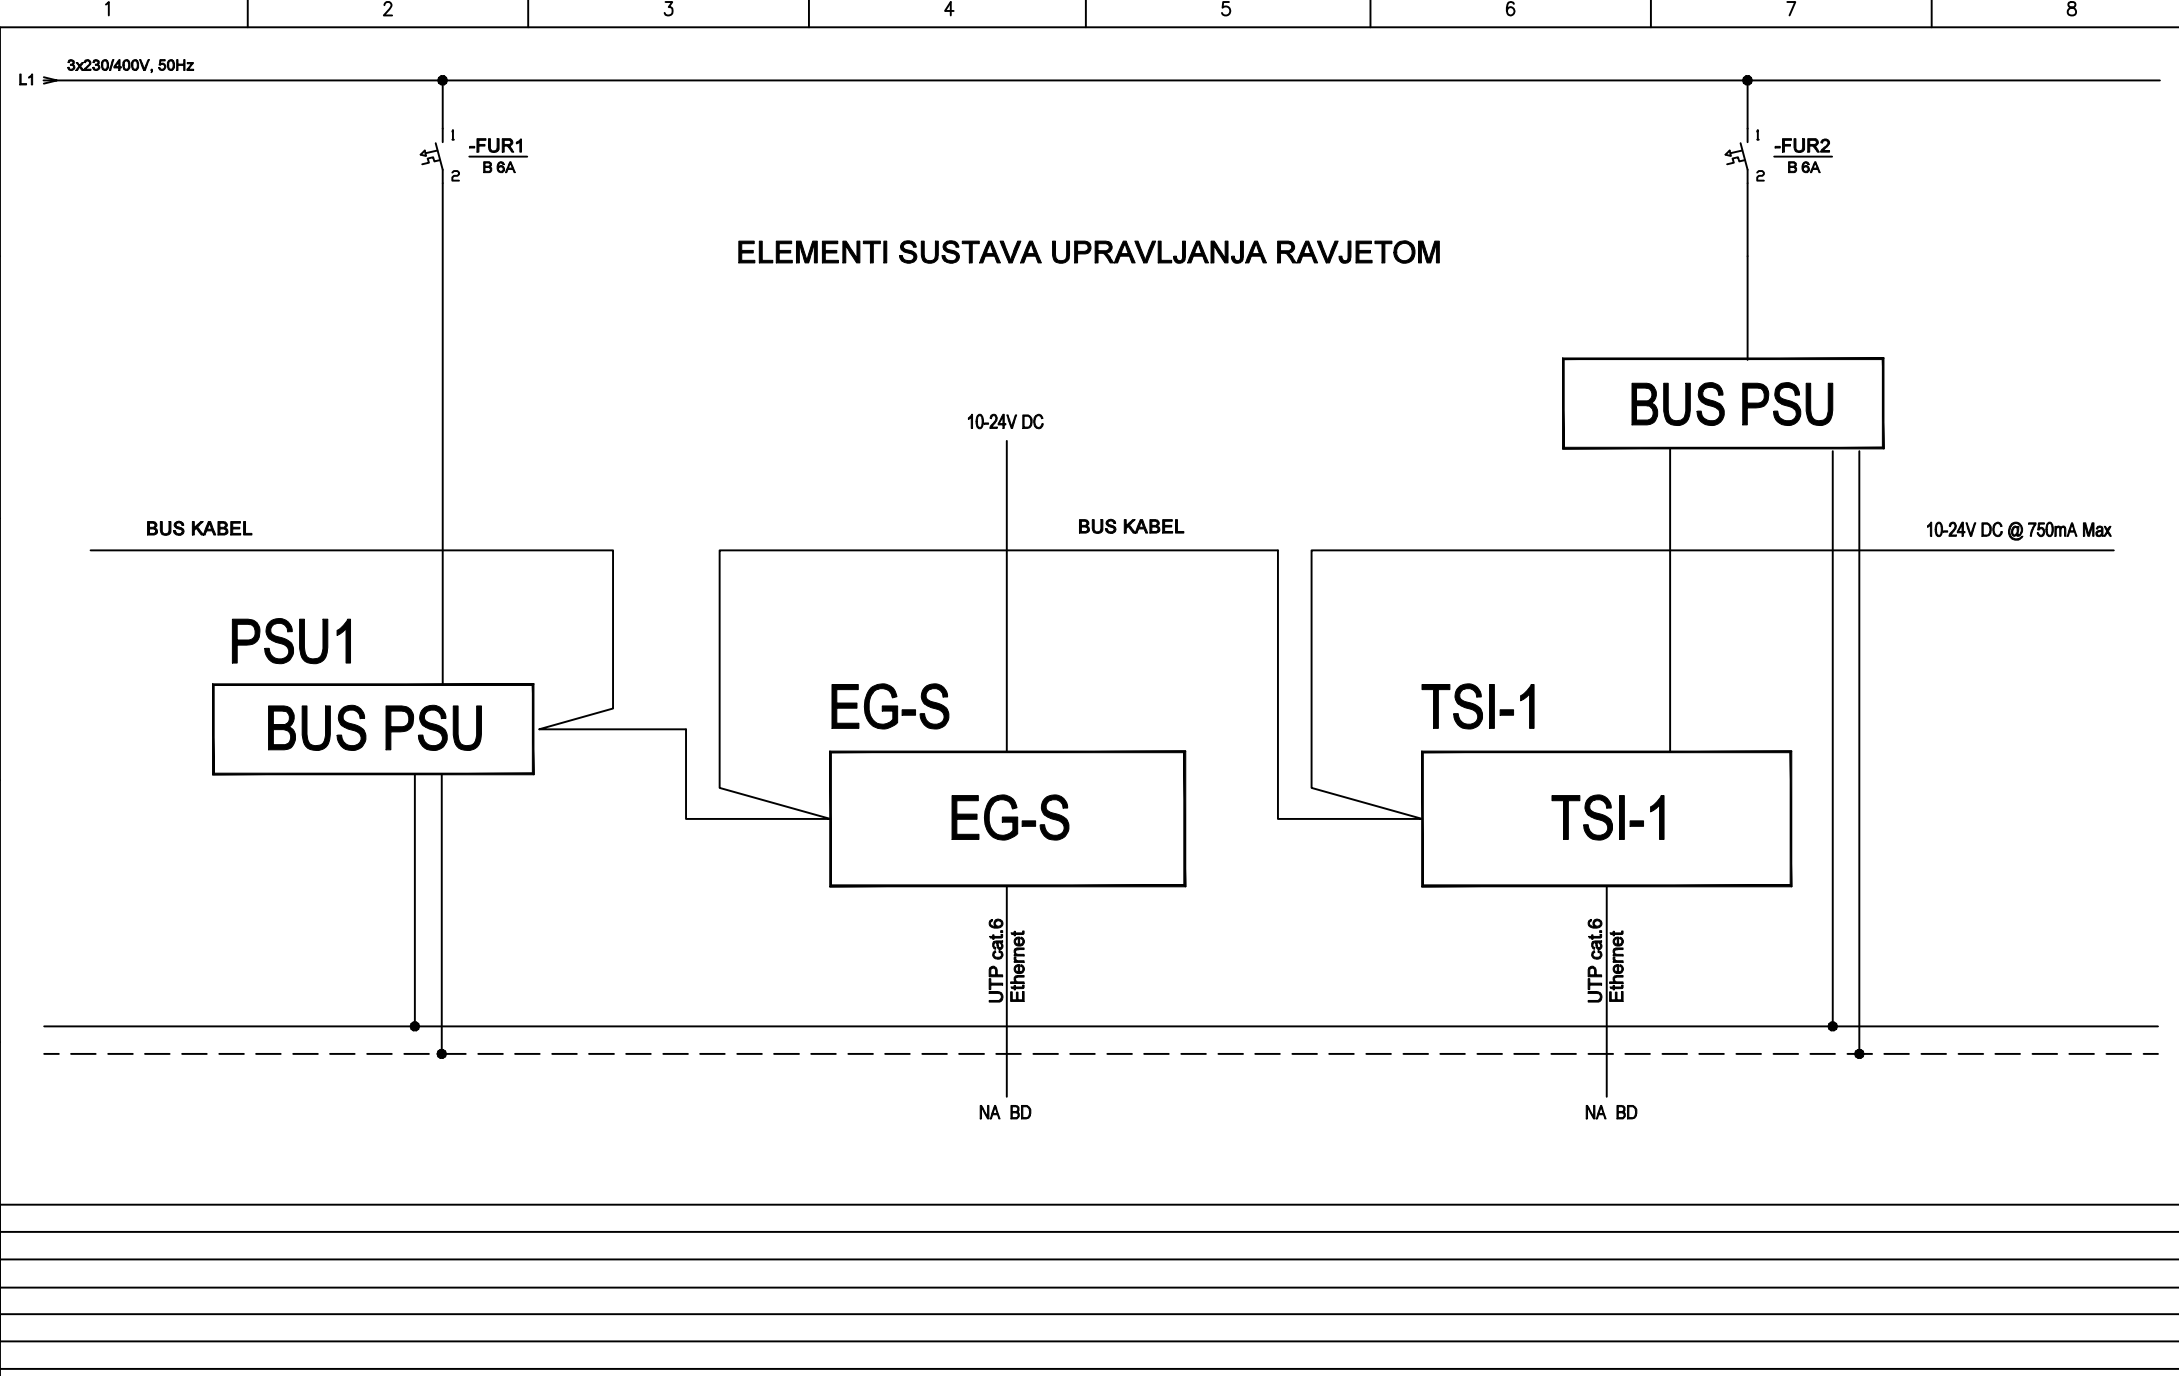 1 2 3 4 5 6 7 8
3x230/400V, 50Hz
L1
1
-FUR1
B 6A
2
1
-FUR2
B 6A
2
ELEMENTI SUSTAVA UPRAVLJANJA RAVJETOM
BUS PSU
10-24V DC
BUS KABEL
BUS KABEL
10-24V DC @ 750mA Max
PSU1
BUS PSU
EG-S
EG-S
TSI-1
TSI-1
UTP cat.6
Ethernet
UTP cat.6
Ethernet
NA BD
NA BD